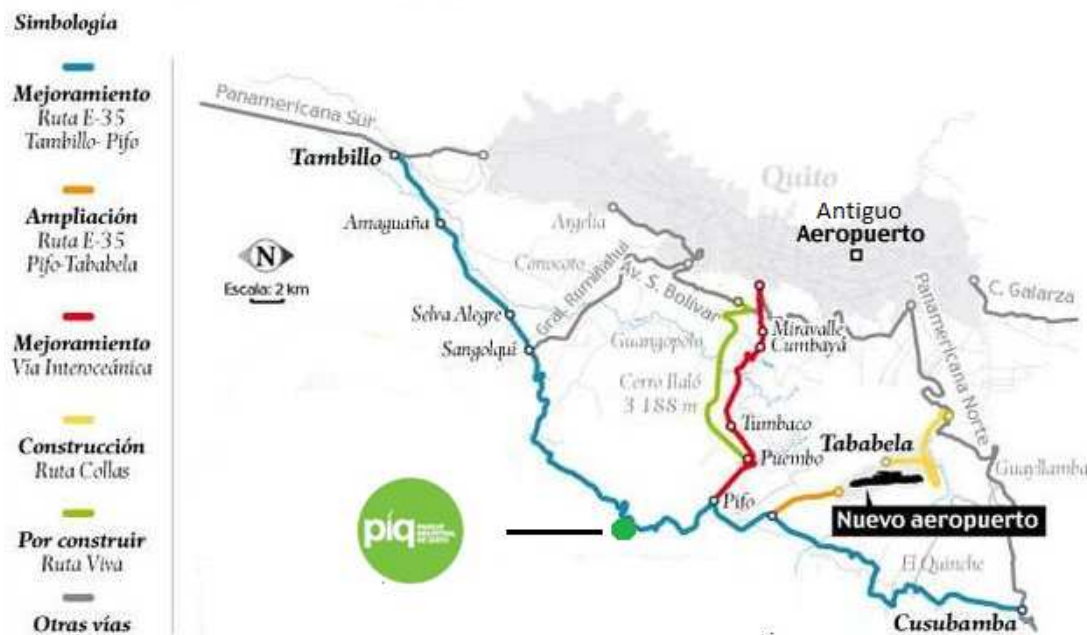 Simbología
Mejoramiento
Ruta E-35
Tambillo- Pifo
Ampliación
Ruta E-35
Pifo-Tababela
Mejoramiento
Vía Interoceánica
Construcción
Ruta Collas
Por construir
Ruta Viva
Otras vías
Panamericana Sur
Tambillo
Amaguaña
N
Escala: 2 km
Selva Alegre
Sangolquí
Argelia
Conocoto
Gral. Rumiñahui
Av. S. Bolívar
Guangopolo
Cerro Ilaló
3 188 m
Quito
Antiguo
Aeropuerto
Miravalle
Cumbayá
Tumbaco
Puembo
Pifo
C. Galarza
Panamericana Norte
Tababela
Guayllamba
Nuevo aeropuerto
El Quinche
Cusubamba
píq